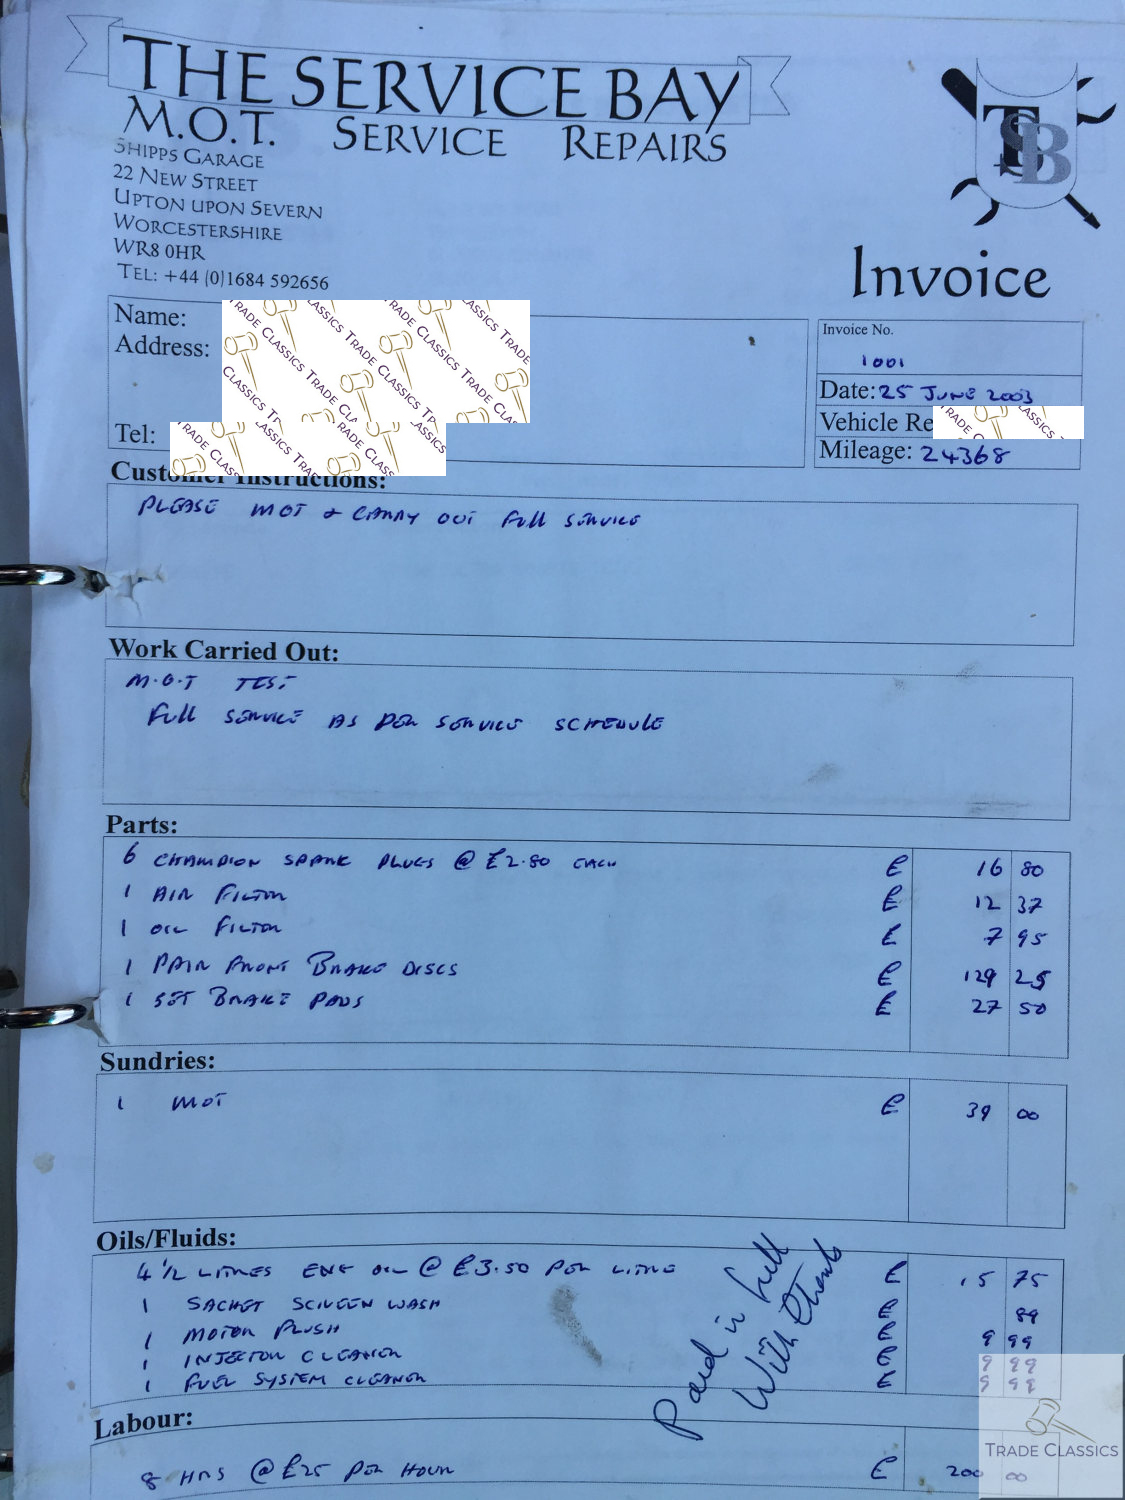 THE SERVICE BAY
M.O.T. SERVICE REPAIRS
SHIPPS GARAGE
22 NEW STREET
UPTON UPON SEVERN
WORCESTERSHIRE
WR8 0HR
TEL: +44 (0)1684 592656
TSB
Invoice
Name:
Address:
Tel:
Invoice No.
1001
Date: 25 JUNE 2003
Vehicle Re
Mileage: 24368
Customer Instructions:
PLEASE MOT & CARRY OUT FULL SERVICE
Work Carried Out:
M.O.T TEST
FULL SERVICE AS PER SERVICE SCHEDULE
Parts:
6 CHAMPION SPARK PLUGS @ £2.80 EACH £ 16 80
1 AIR FILTER £ 12 37
1 OIL FILTER £ 7 95
1 PAIR FRONT BRAKE DISCS £ 129 25
1 SET BRAKE PADS £ 27 50
Sundries:
1 MOT £ 39 00
Oils/Fluids:
4 1/2 LITRES ENG OIL @ £3.50 PER LITRE £ 15 75
1 SACHET SCREEN WASH £ 89
1 MOTOR FLUSH £ 9 99
1 INJECTOR CLEANER £ 9 99
1 FUEL SYSTEM CLEANER £ 9 99
Paid in full
With Thanks
Labour:
8 HRS @ £25 PER HOUR £ 200 00
TRADE CLASSICS